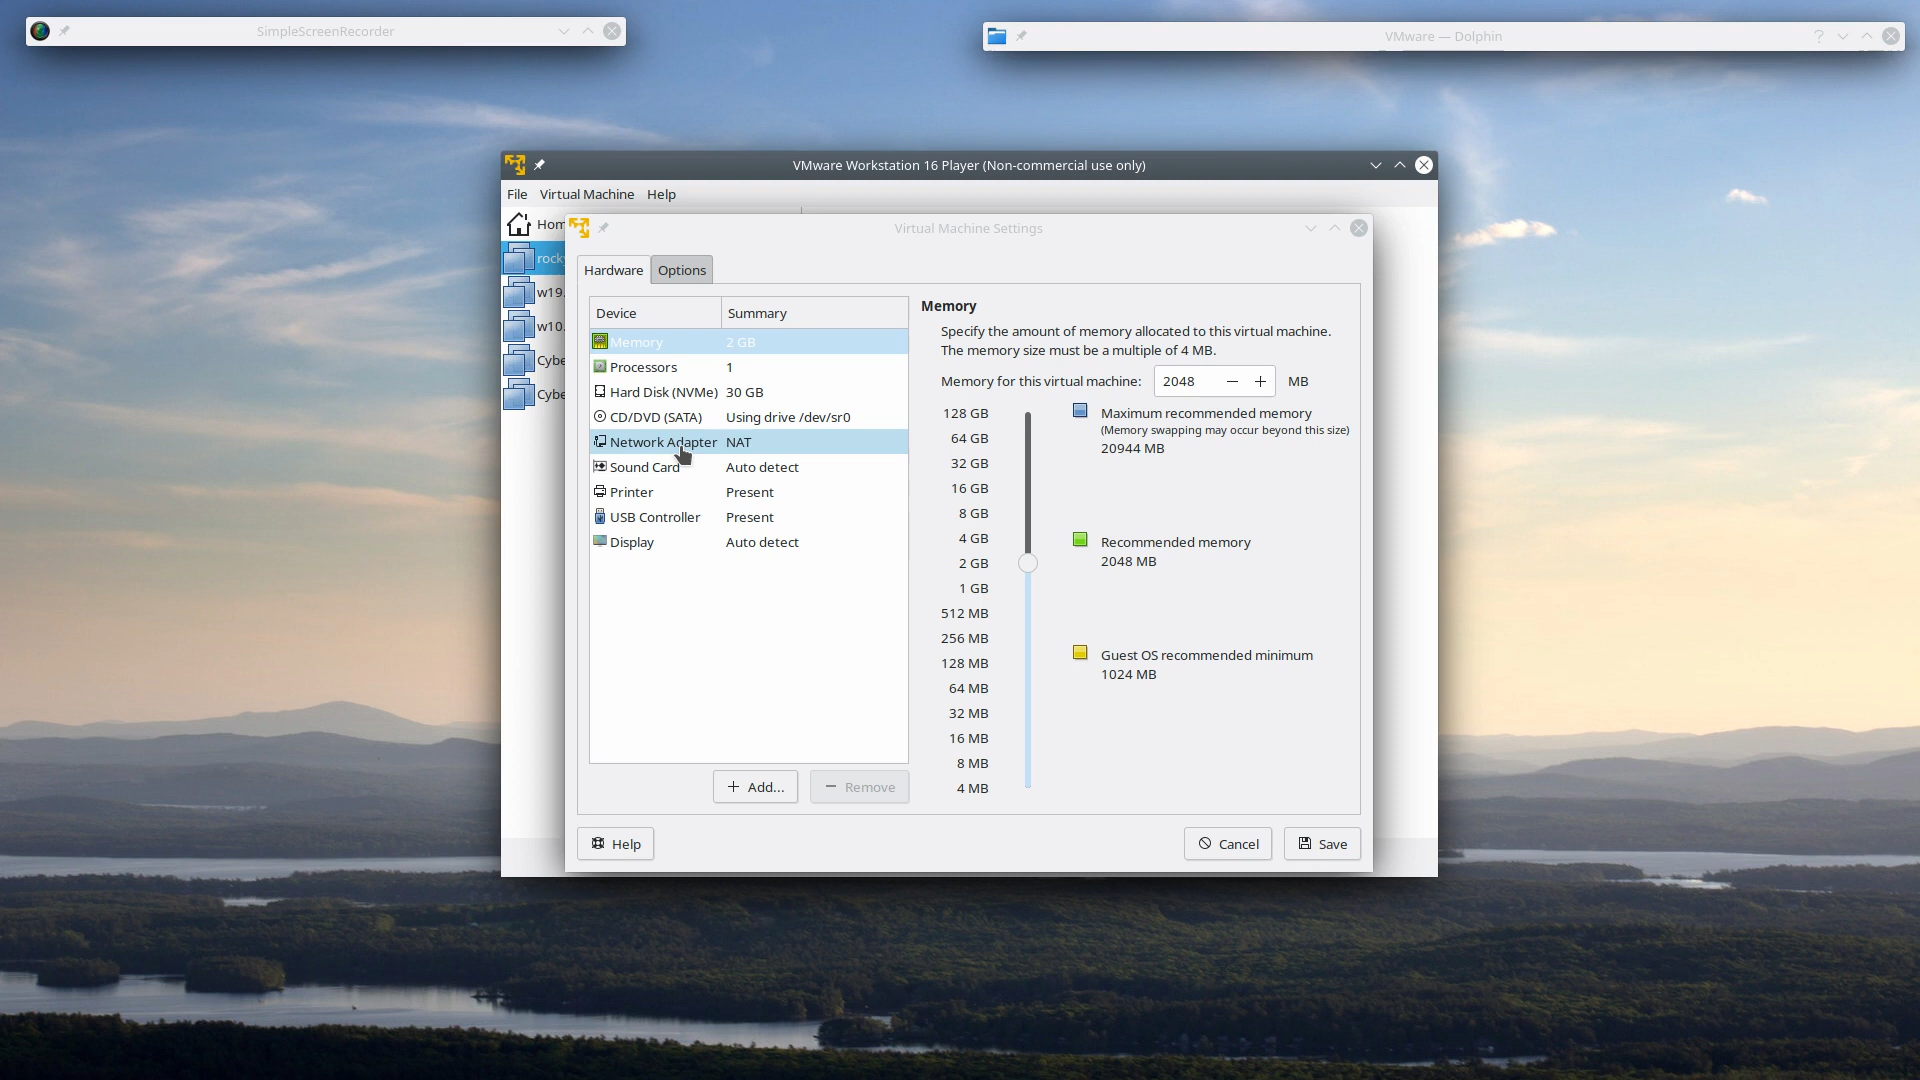 SimpleScreenRecorder
VMware — Dolphin
VMware Workstation 16 Player (Non-commercial use only)
File Virtual Machine Help
Hom
rock
w19.
w10.
Cybe
Cybe
Virtual Machine Settings
Hardware Options
Device Summary
Memory 2 GB
Processors 1
Hard Disk (NVMe) 30 GB
CD/DVD (SATA) Using drive /dev/sr0
Network Adapter NAT
Sound Card Auto detect
Printer Present
USB Controller Present
Display Auto detect
+ Add...
− Remove
Memory
Specify the amount of memory allocated to this virtual machine.
The memory size must be a multiple of 4 MB.
Memory for this virtual machine: 2048 − + MB
128 GB
64 GB
32 GB
16 GB
8 GB
4 GB
2 GB
1 GB
512 MB
256 MB
128 MB
64 MB
32 MB
16 MB
8 MB
4 MB
Maximum recommended memory
(Memory swapping may occur beyond this size)
20944 MB
Recommended memory
2048 MB
Guest OS recommended minimum
1024 MB
Help
Cancel
Save